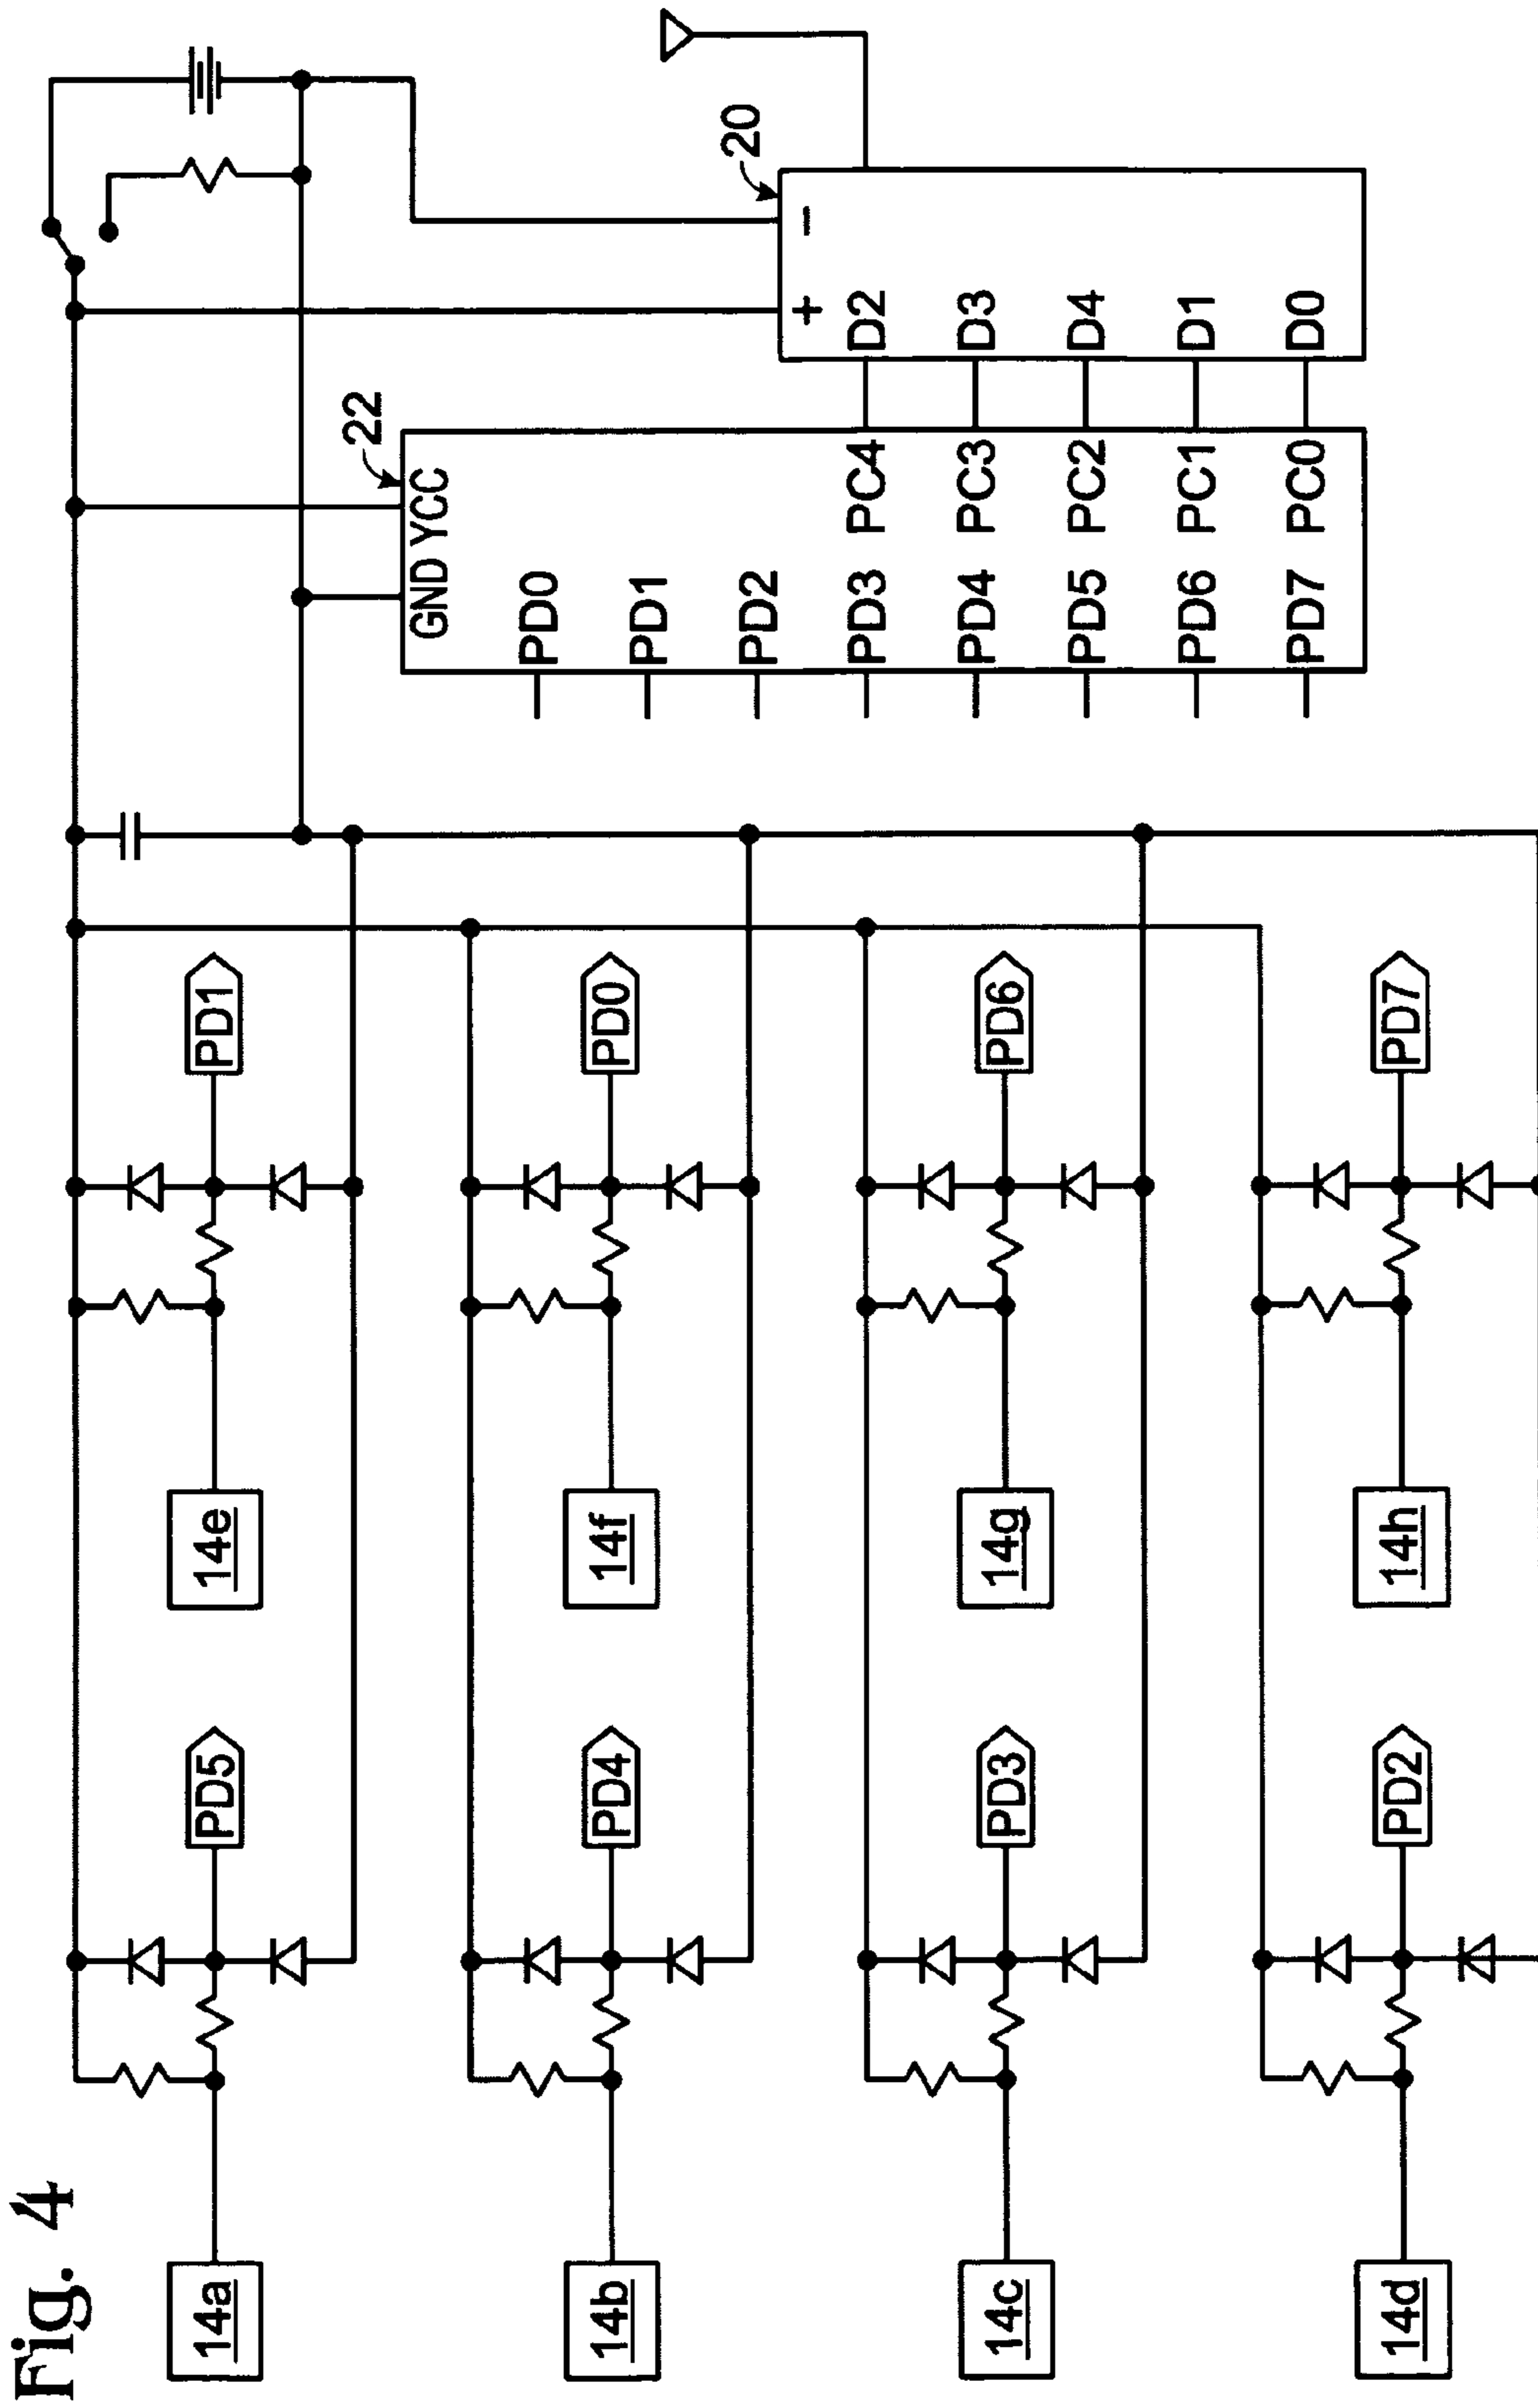 Fig. 4
14a
PD5
14e
PD1
14b
PD4
14f
PD0
14c
PD3
14g
PD6
14d
PD2
14h
PD7
22
GND YCC
PD0
PD1
PD2
PD3 PC4
PD4 PC3
PD5 PC2
PD6 PC1
PD7 PC0
20
+ −
D2
D3
D4
D1
D0